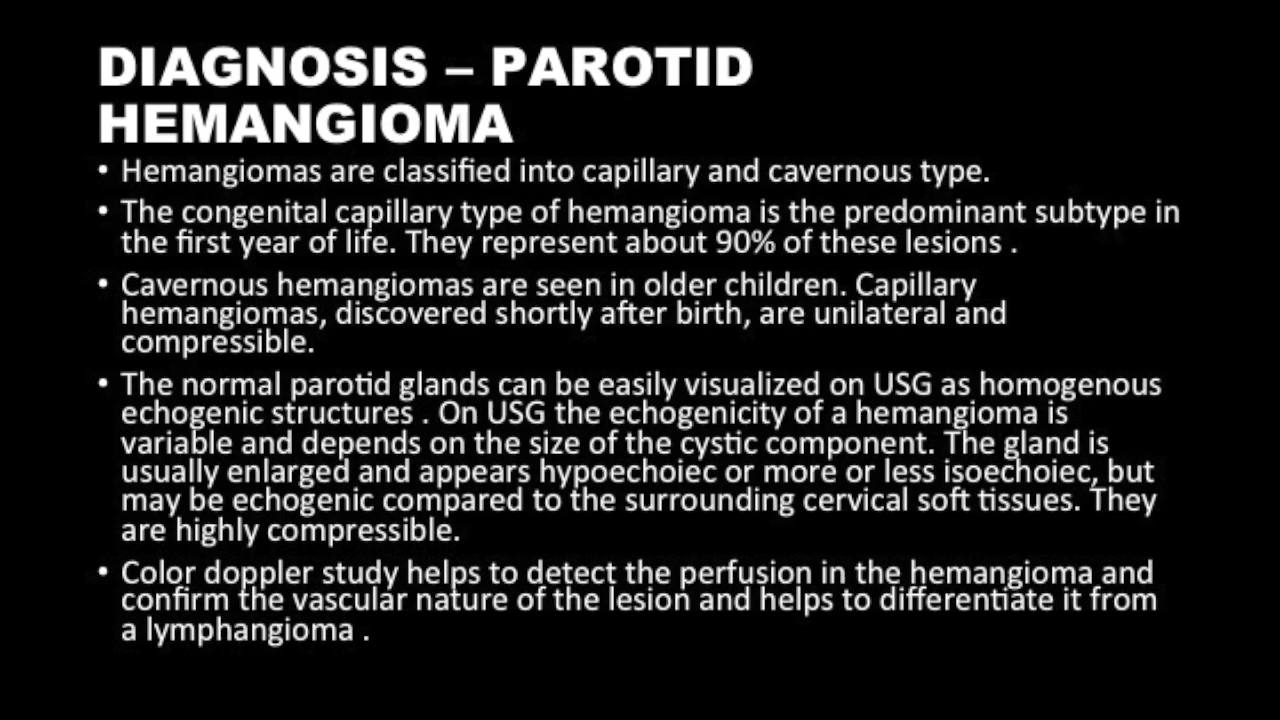 DIAGNOSIS – PAROTID
HEMANGIOMA
• Hemangiomas are classified into capillary and cavernous type.
• The congenital capillary type of hemangioma is the predominant subtype in
the first year of life. They represent about 90% of these lesions .
• Cavernous hemangiomas are seen in older children. Capillary
hemangiomas, discovered shortly after birth, are unilateral and
compressible.
• The normal parotid glands can be easily visualized on USG as homogenous
echogenic structures . On USG the echogenicity of a hemangioma is
variable and depends on the size of the cystic component. The gland is
usually enlarged and appears hypoechoiec or more or less isoechoiec, but
may be echogenic compared to the surrounding cervical soft tissues. They
are highly compressible.
• Color doppler study helps to detect the perfusion in the hemangioma and
confirm the vascular nature of the lesion and helps to differentiate it from
a lymphangioma .